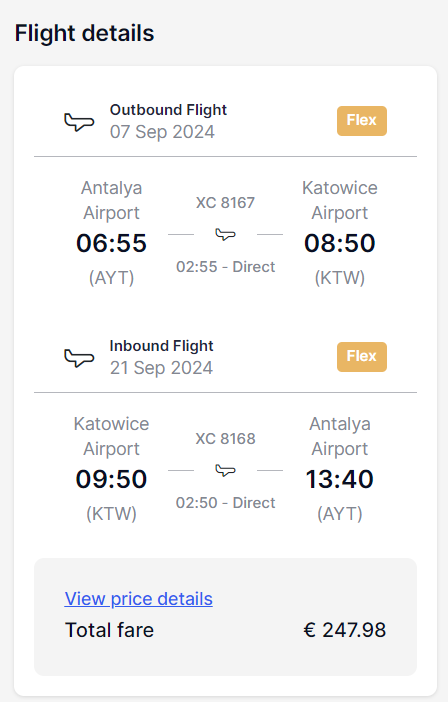 Flight details
Outbound Flight
07 Sep 2024
Flex
Antalya
Airport
06:55
(AYT)
XC 8167
02:55 - Direct
Katowice
Airport
08:50
(KTW)
Inbound Flight
21 Sep 2024
Flex
Katowice
Airport
09:50
(KTW)
XC 8168
02:50 - Direct
Antalya
Airport
13:40
(AYT)
View price details
Total fare
€ 247.98